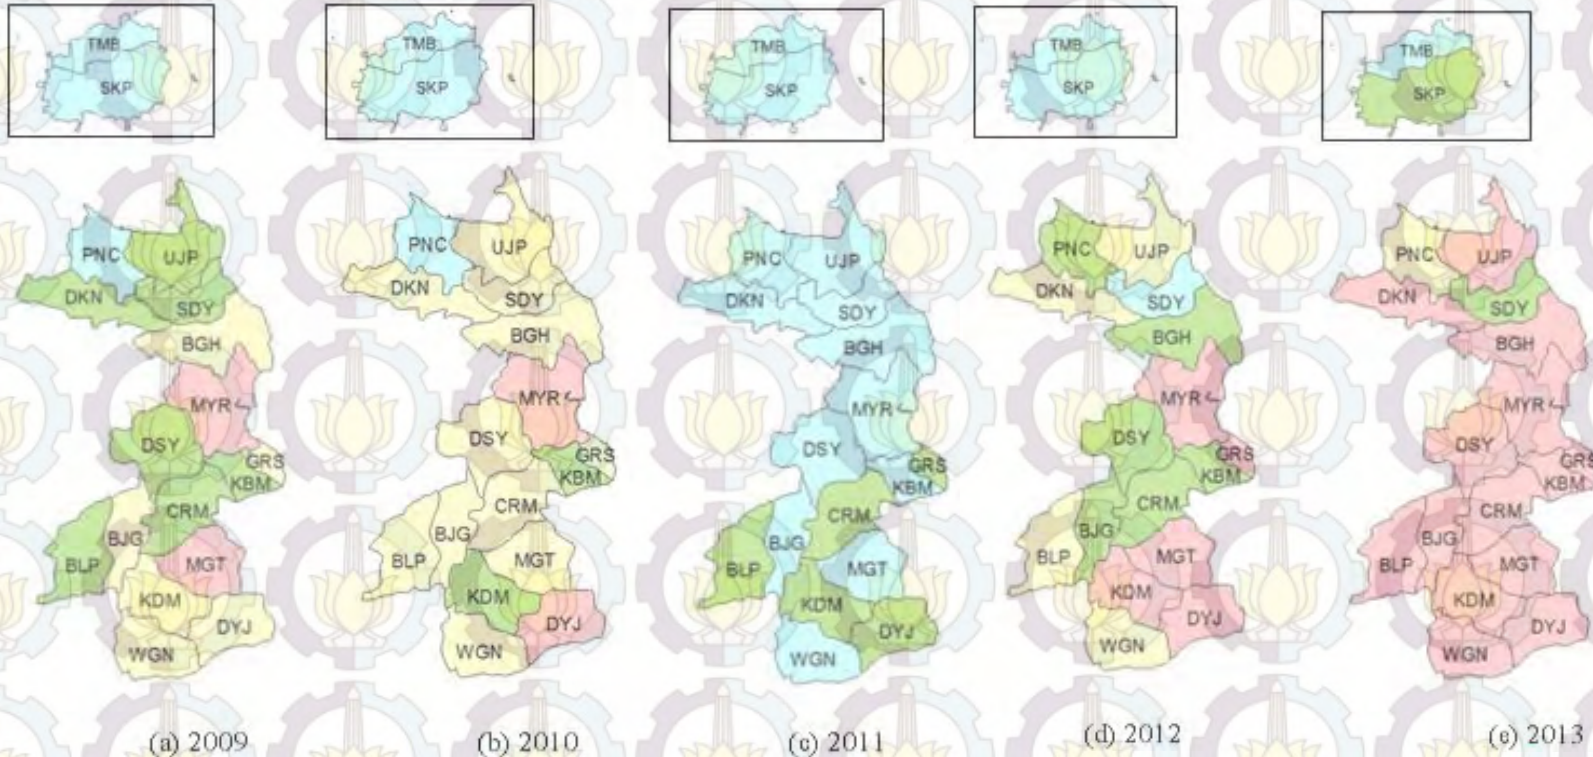 TMB
SKP
PNC
UJP
DKN
SDY
BGH
MYR
DSY
GRS
KBM
CRM
BJG
BLP
MGT
KDM
DYJ
WGN
(a) 2009
TMB
SKP
PNC
UJP
DKN
SDY
BGH
MYR
DSY
GRS
KBM
CRM
BJG
BLP
MGT
KDM
DYJ
WGN
(b) 2010
TMB
SKP
PNC
UJP
DKN
SDY
BGH
MYR
DSY
GRS
KBM
CRM
BJG
BLP
MGT
KDM
DYJ
WGN
(c) 2011
TMB
SKP
PNC
UJP
DKN
SDY
BGH
MYR
DSY
GRS
KBM
CRM
BJG
BLP
MGT
KDM
DYJ
WGN
(d) 2012
TMB
SKP
PNC
UJP
DKN
SDY
BGH
MYR
DSY
GRS
KBM
CRM
BJG
BLP
MGT
KDM
DYJ
WGN
(e) 2013